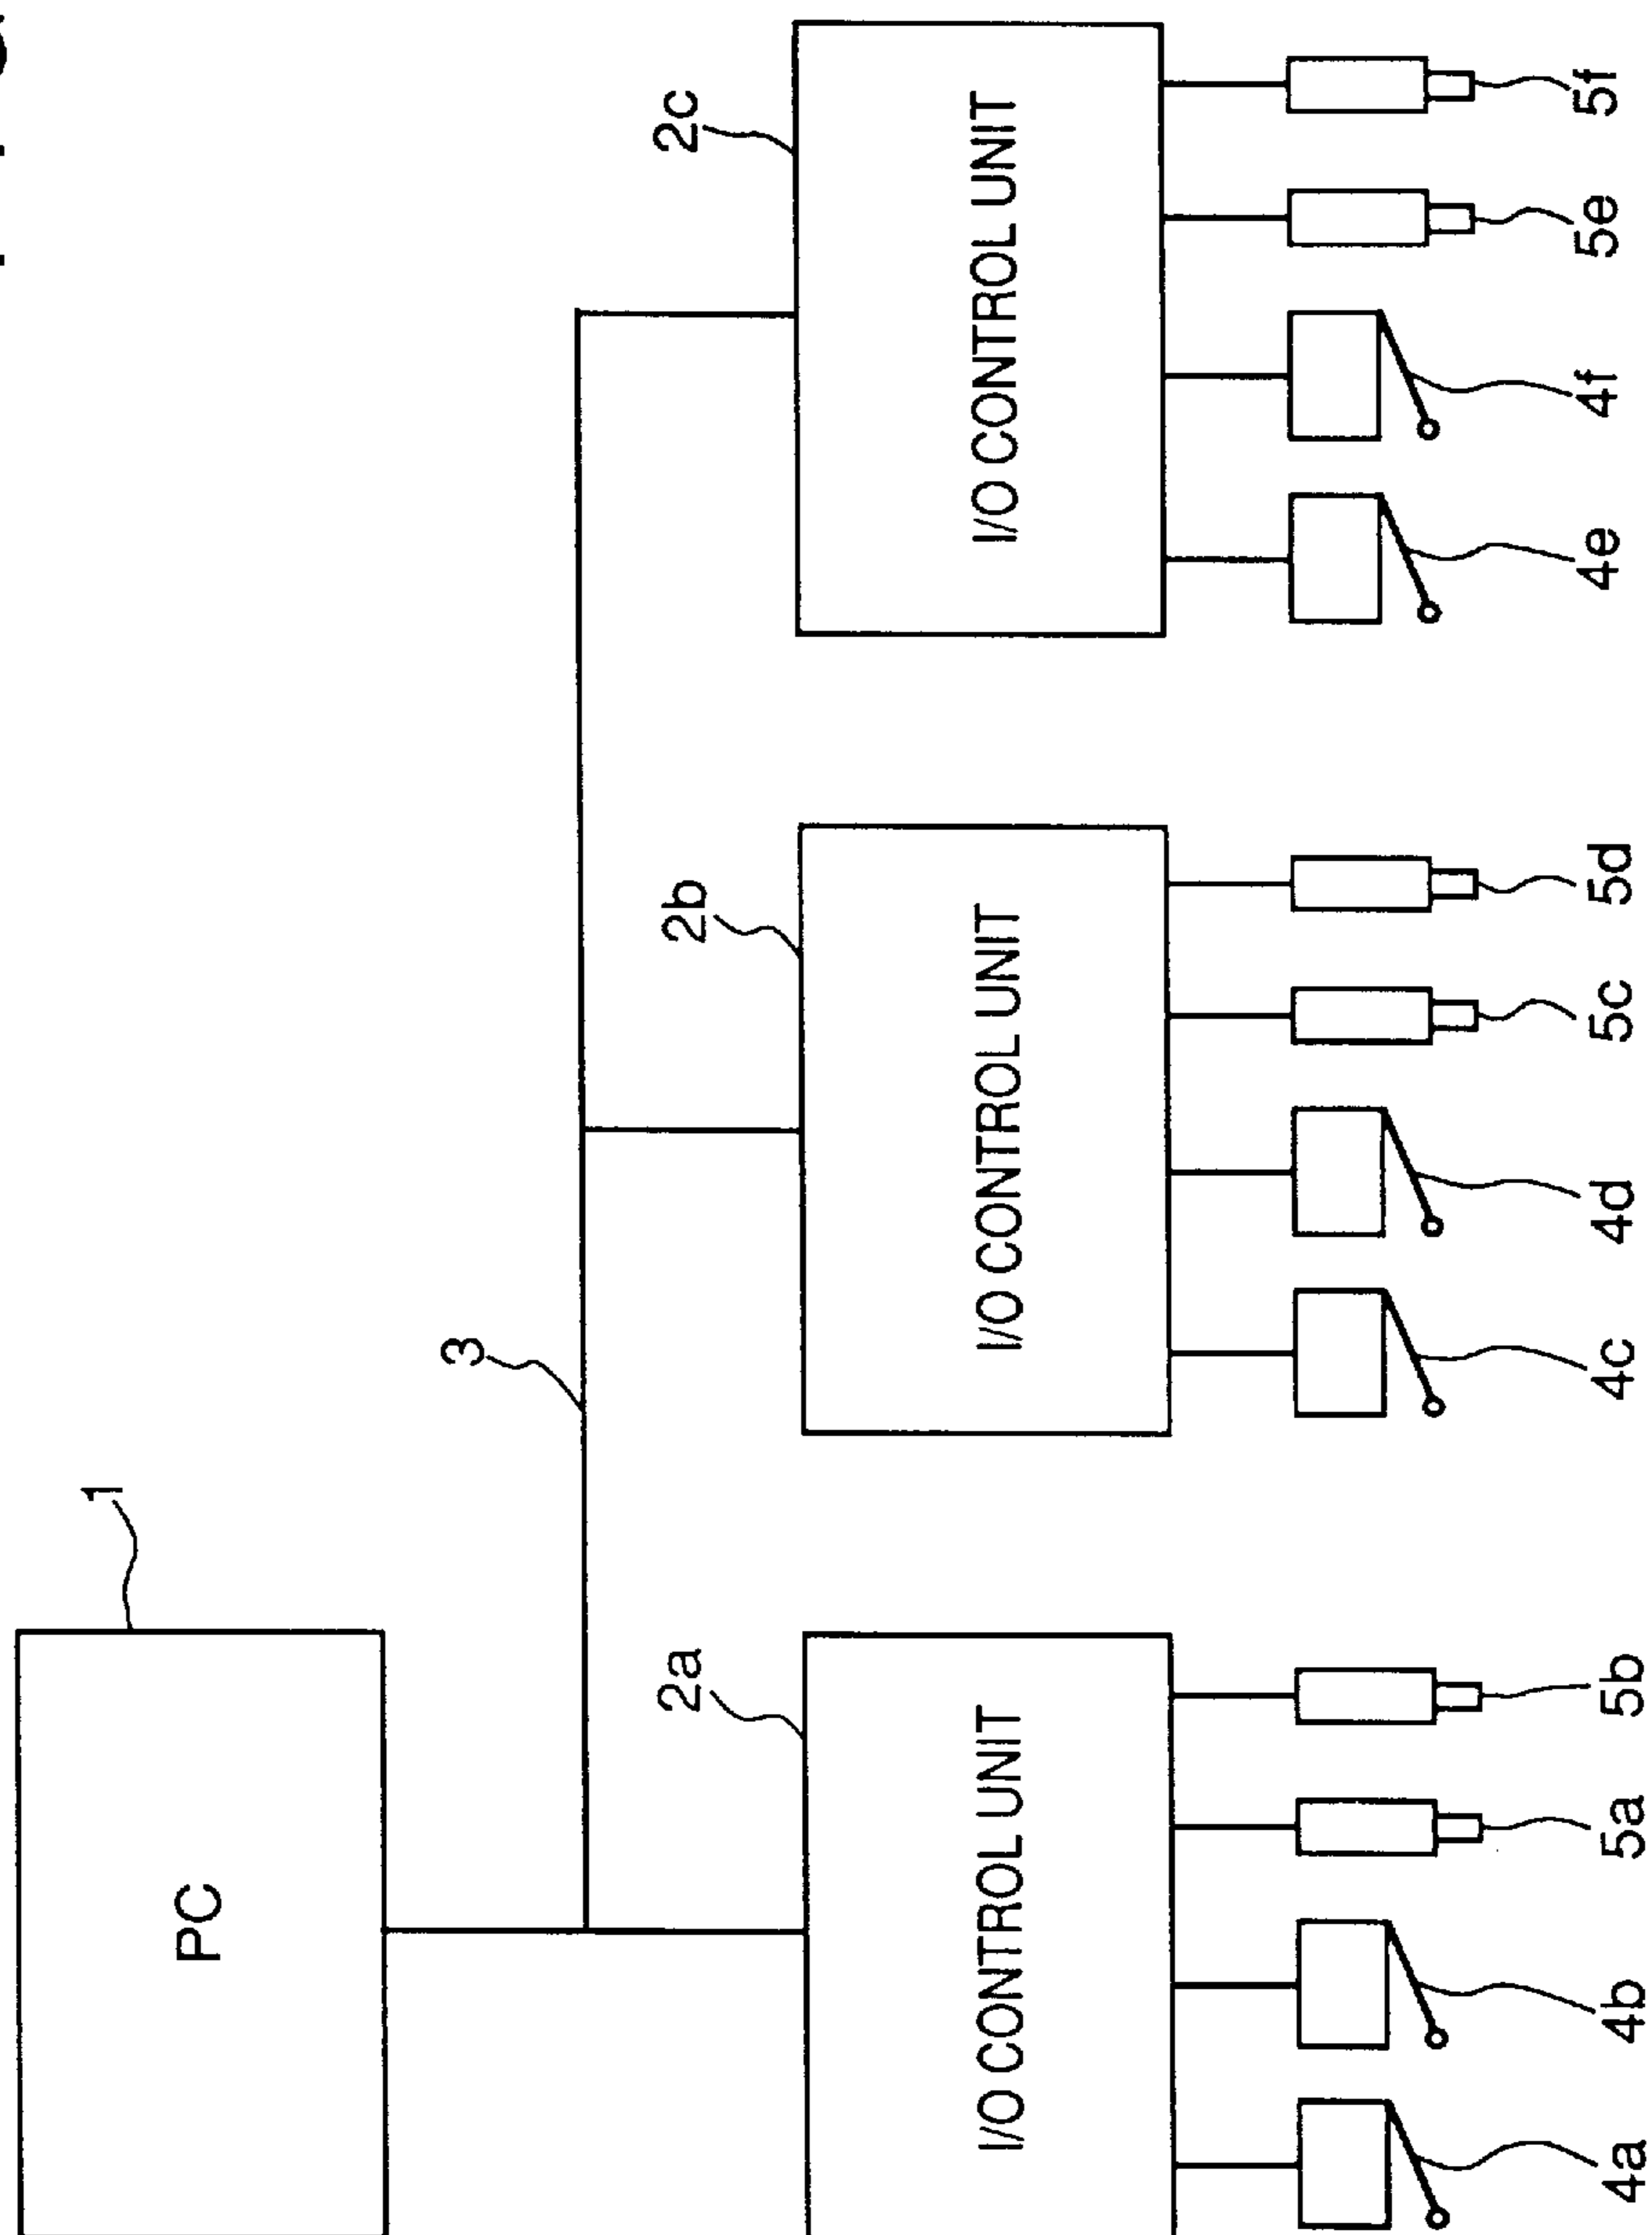 1
PC
3
2a
2b
2c
I/O CONTROL UNIT
I/O CONTROL UNIT
I/O CONTROL UNIT
4a
4b
5a
5b
4c
4d
5c
5d
4e
4f
5e
5f